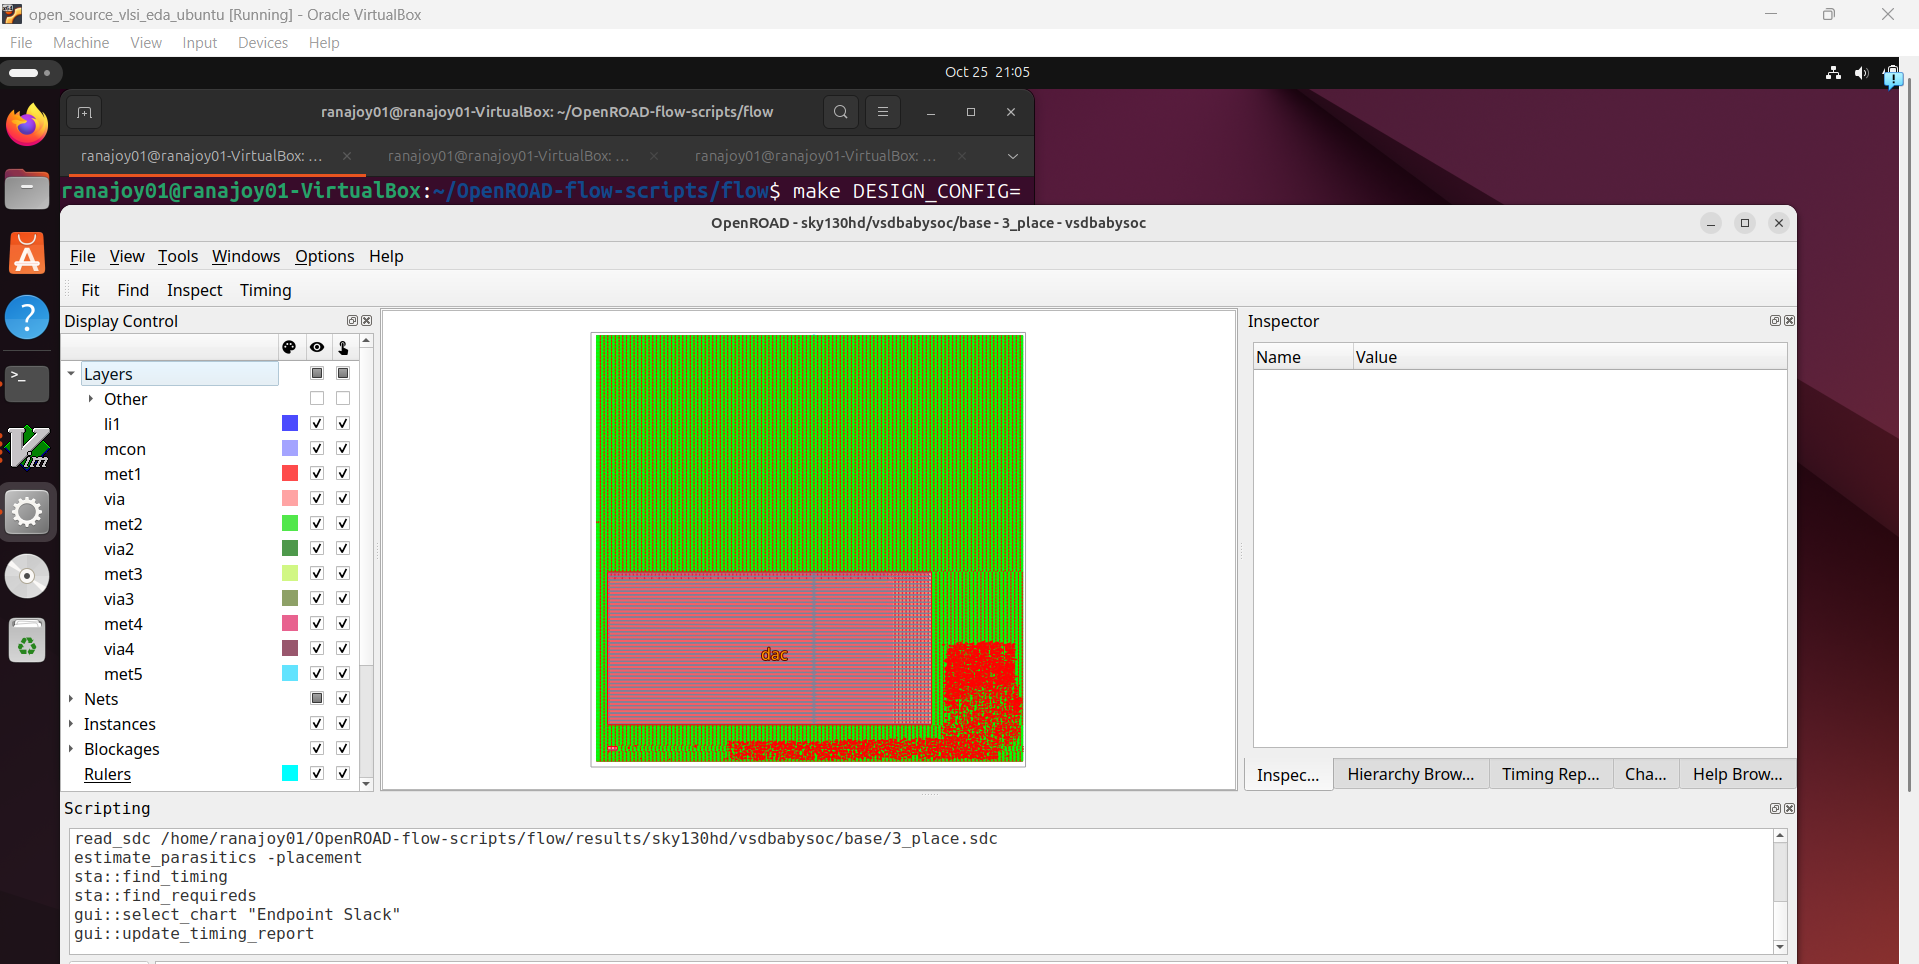 open_source_vlsi_eda_ubuntu [Running] - Oracle VirtualBox
File Machine View Input Devices Help
Oct 25 21:05
ranajoy01@ranajoy01-VirtualBox: ~/OpenROAD-flow-scripts/flow
ranajoy01@ranajoy01-VirtualBox: ... ranajoy01@ranajoy01-VirtualBox: ... ranajoy01@ranajoy01-VirtualBox: ...
ranajoy01@ranajoy01-VirtualBox:~/OpenROAD-flow-scripts/flow$ make DESIGN_CONFIG=
OpenROAD - sky130hd/vsdbabysoc/base - 3_place - vsdbabysoc
File View Tools Windows Options Help
Fit Find Inspect Timing
Display Control
Layers
Other
li1
mcon
met1
via
met2
via2
met3
via3
met4
via4
met5
Nets
Instances
Blockages
Rulers
dac
Inspector
Name Value
Inspec... Hierarchy Brow... Timing Rep... Cha... Help Brow...
Scripting
read_sdc /home/ranajoy01/OpenROAD-flow-scripts/flow/results/sky130hd/vsdbabysoc/base/3_place.sdc
estimate_parasitics -placement
sta::find_timing
sta::find_requireds
gui::select_chart "Endpoint Slack"
gui::update_timing_report